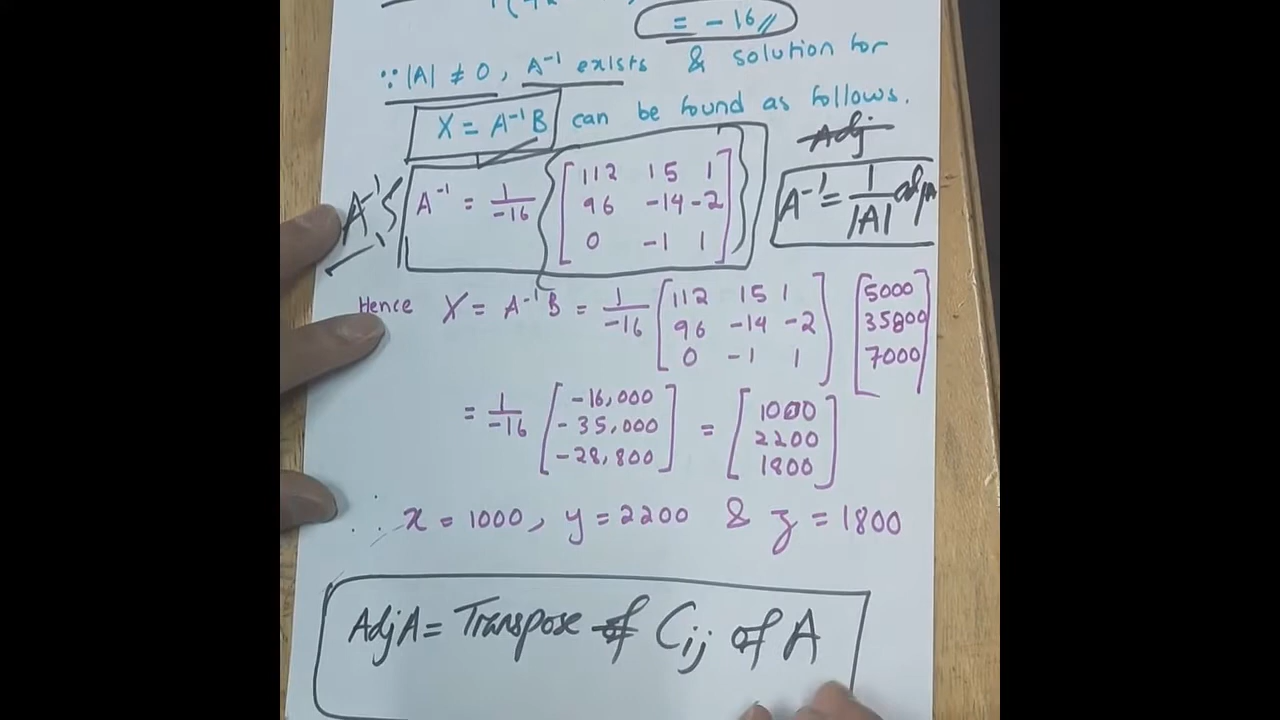 = -16 //
∵ |A| ≠ 0, A⁻¹ exists & solution for
X = A⁻¹B can be found as follows.
Adj
A⁻¹ = 1/-16 [112 15 1
96 -14 -2
0 -1 1]
A⁻¹ = 1/|A|
Hence X = A⁻¹B = 1/-16 [112 15 1
96 -14 -2
0 -1 1] [5000
35800
7000]
= 1/-16 [-16,000
-35,000
-28,800] = [1000
2200
1800]
∴ x = 1000, y = 2200 & z = 1800
AdjA = Transpose of Cij of A